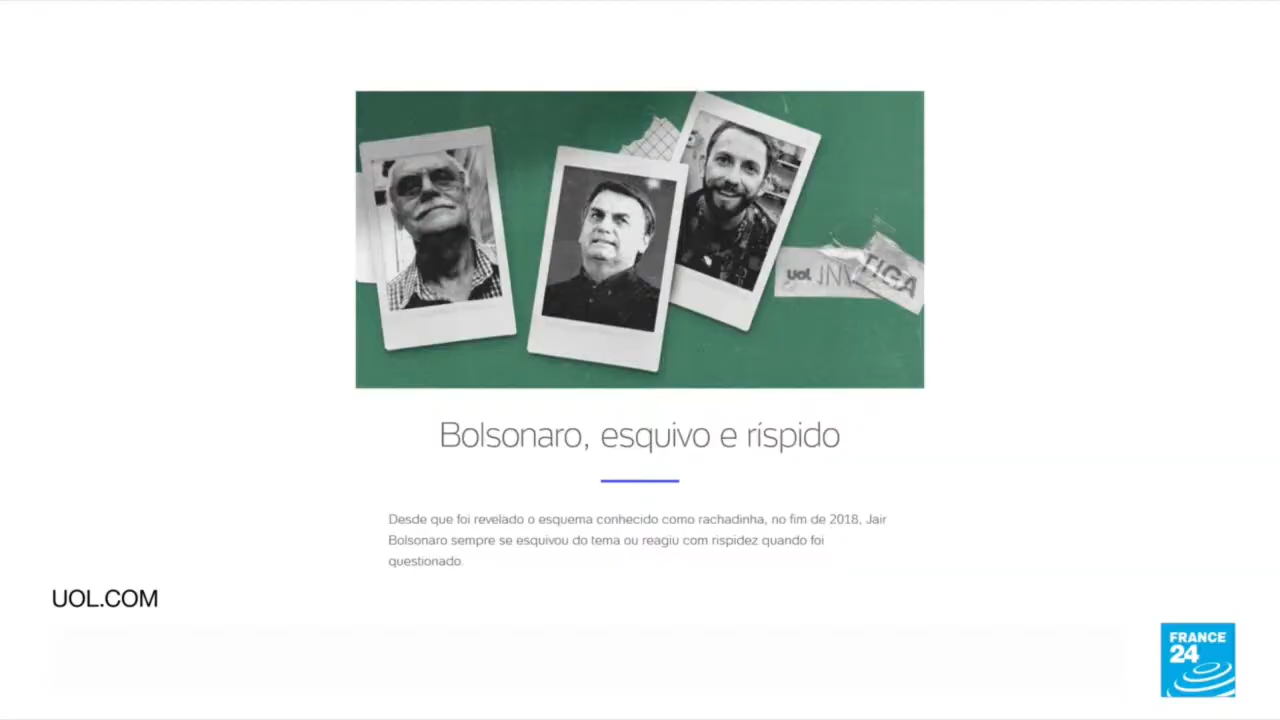 uol INVESTIGA
Bolsonaro, esquivo e ríspido
Desde que foi revelado o esquema conhecido como rachadinha, no fim de 2018, Jair
Bolsonaro sempre se esquivou do tema ou reagiu com rispidez quando foi
questionado.
UOL.COM
FRANCE
24